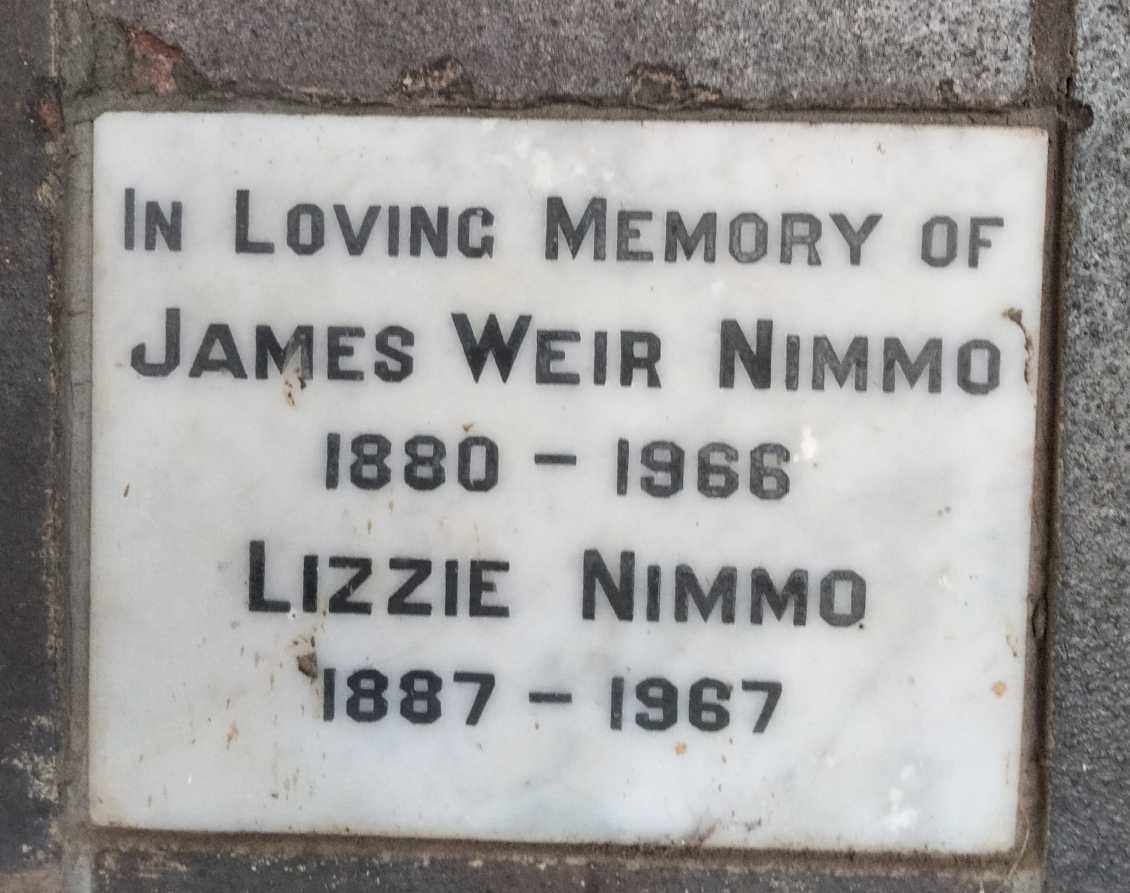 In Loving Memory of
James Weir Nimmo
1880 – 1966
Lizzie Nimmo
1887 – 1967